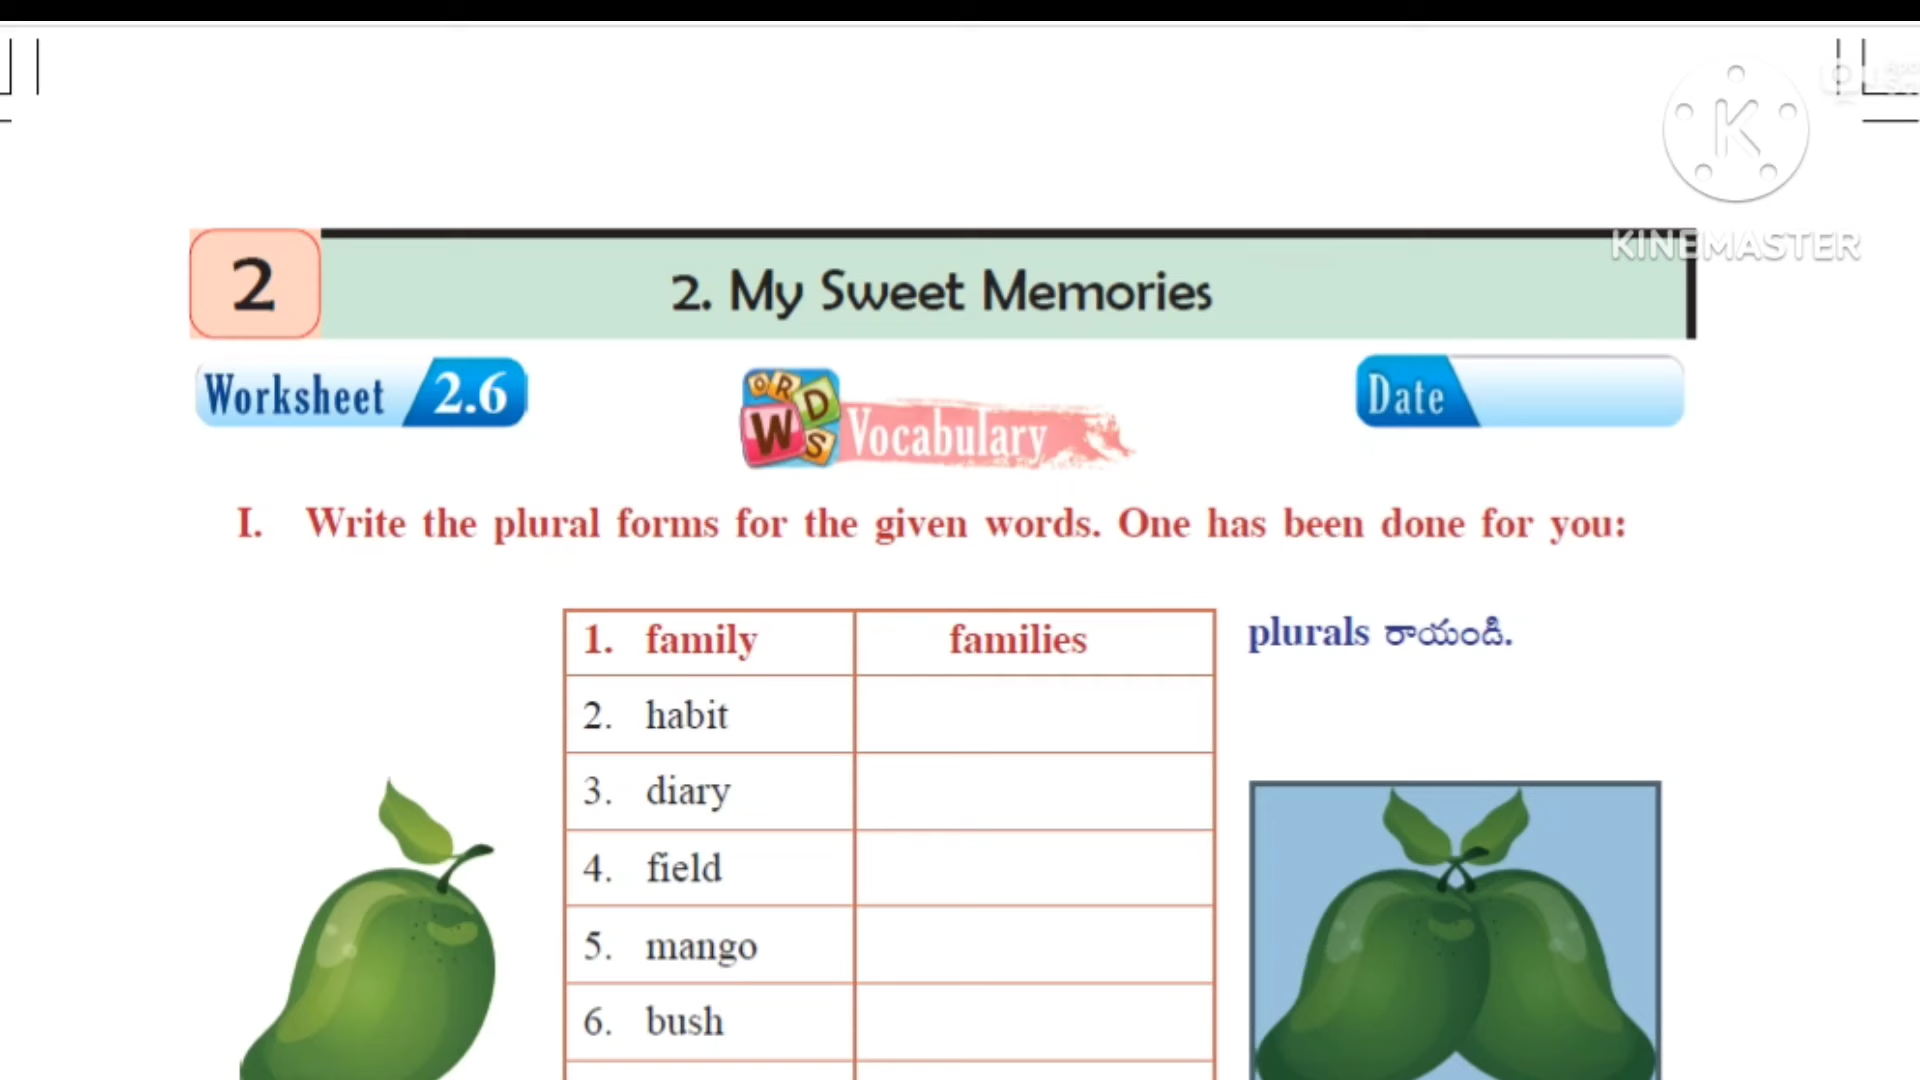 K
KINEMASTER
2
2. My Sweet Memories
Worksheet 2.6
WORDS
Vocabulary
Date
I. Write the plural forms for the given words. One has been done for you:
1. family families
plurals రాయండి.
2. habit
3. diary
4. field
5. mango
6. bush